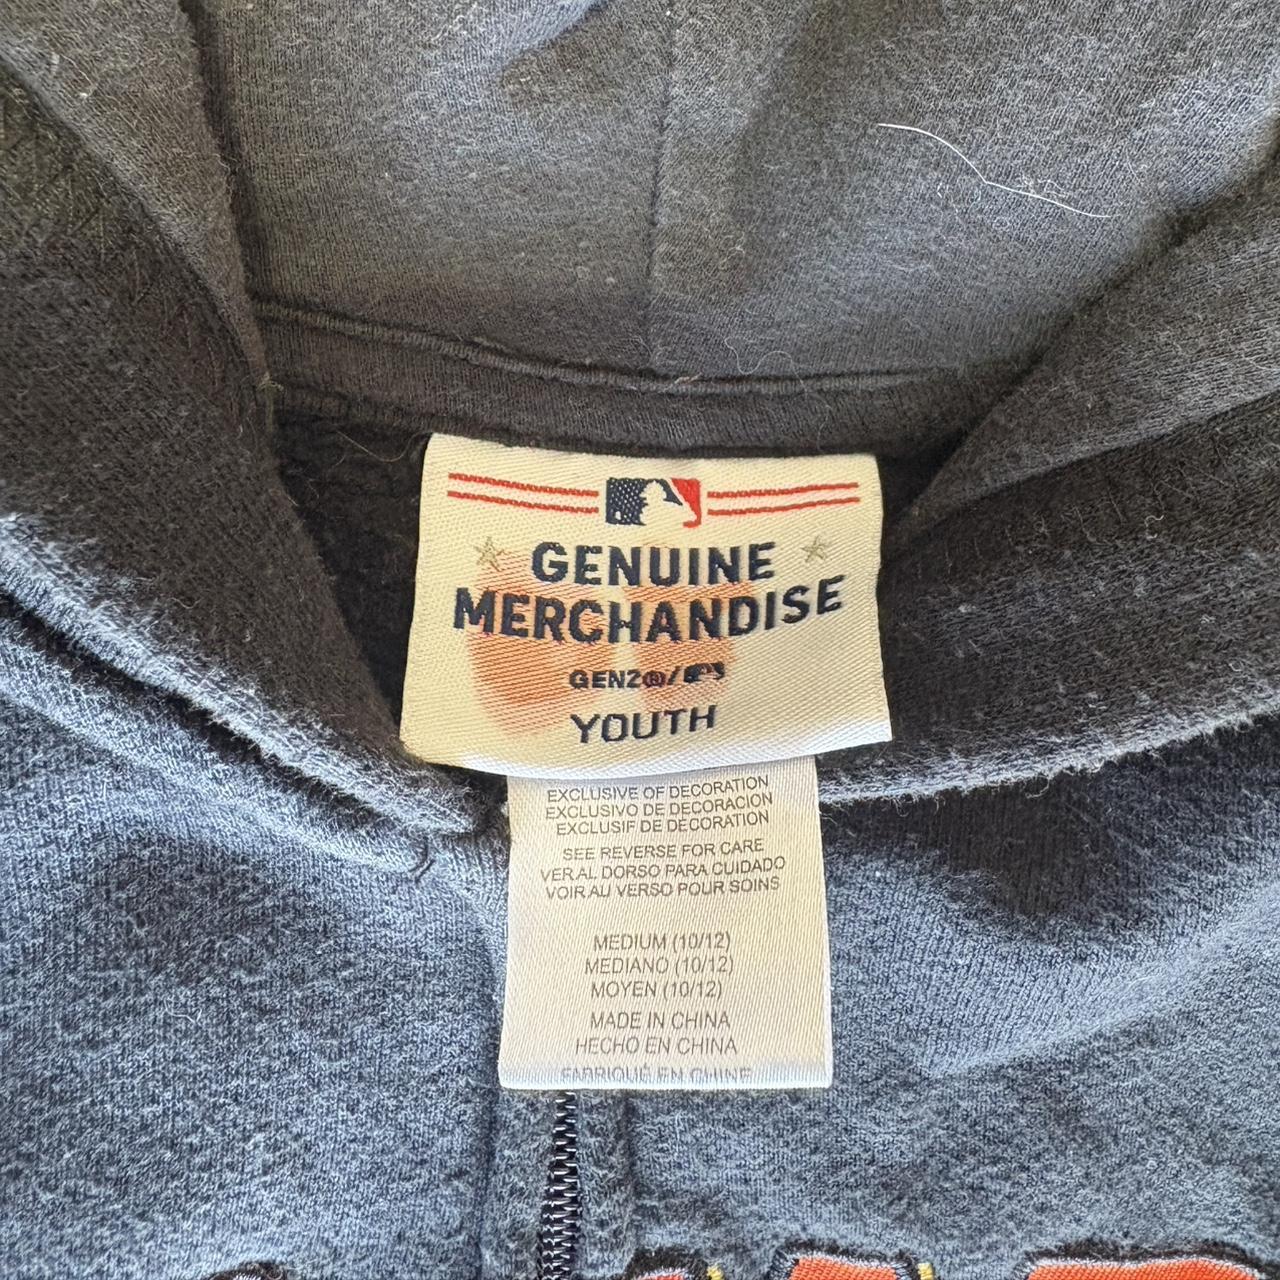 GENUINE
MERCHANDISE
GEN2®/
YOUTH
EXCLUSIVE OF DECORATION
EXCLUSIVO DE DECORACION
EXCLUSIF DE DÉCORATION
SEE REVERSE FOR CARE
VER AL DORSO PARA CUIDADO
VOIR AU VERSO POUR SOINS
MEDIUM (10/12)
MEDIANO (10/12)
MOYEN (10/12)
MADE IN CHINA
HECHO EN CHINA
FABRIQUÉ EN CHINE